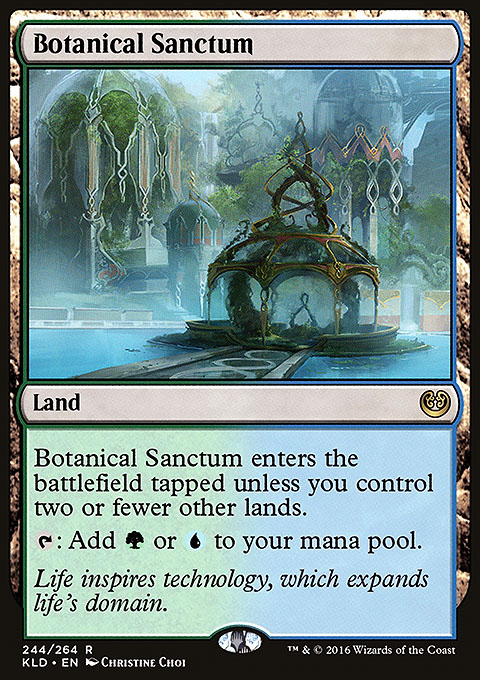 Botanical Sanctum
Land
Botanical Sanctum enters the
battlefield tapped unless you control
two or fewer other lands.
: Add or to your mana pool.
Life inspires technology, which expands
life's domain.
244/264 R
KLD • EN Christine Choi
™ & © 2016 Wizards of the Coast